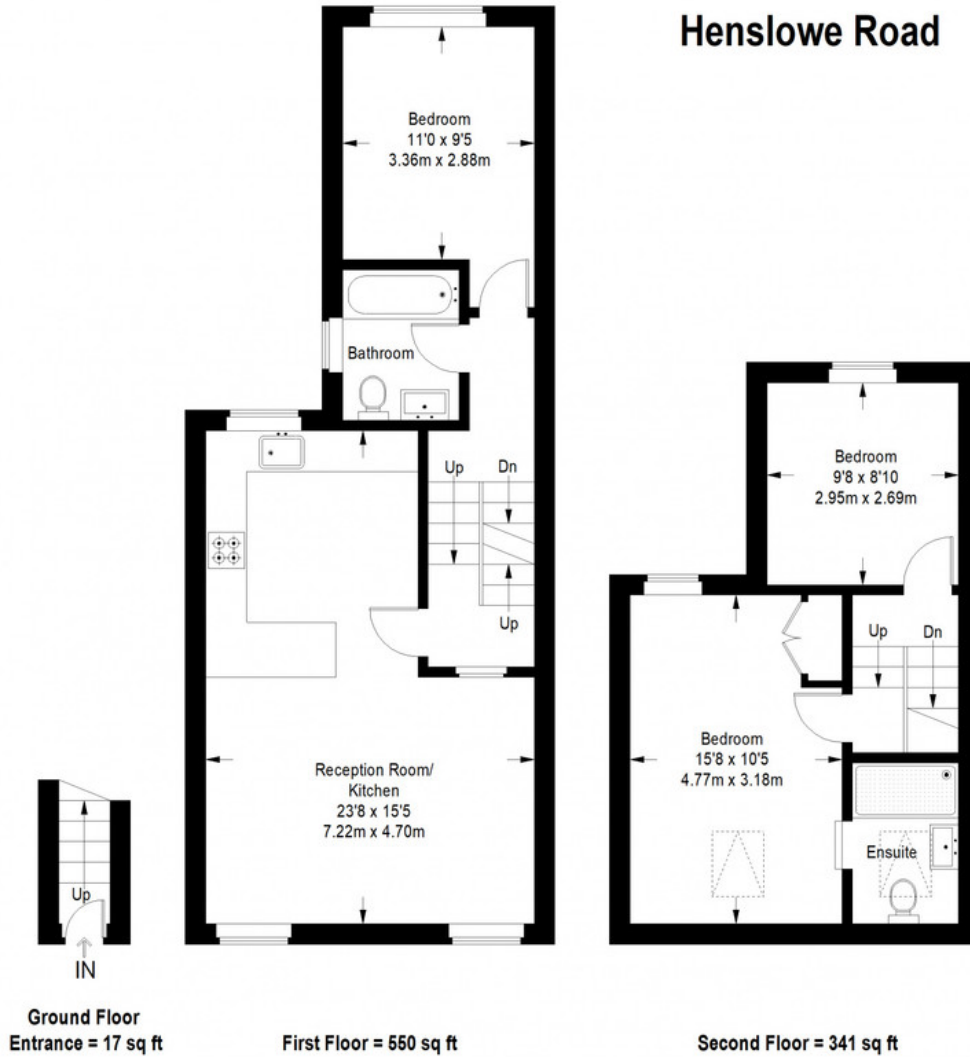 Henslowe Road
Bedroom
11'0 x 9'5
3.36m x 2.88m
Bathroom
Up
Dn
Up
Reception Room/
Kitchen
23'8 x 15'5
7.22m x 4.70m
Bedroom
9'8 x 8'10
2.95m x 2.69m
Up
Dn
Bedroom
15'8 x 10'5
4.77m x 3.18m
Ensuite
Up
IN
Ground Floor
Entrance = 17 sq ft
First Floor = 550 sq ft
Second Floor = 341 sq ft